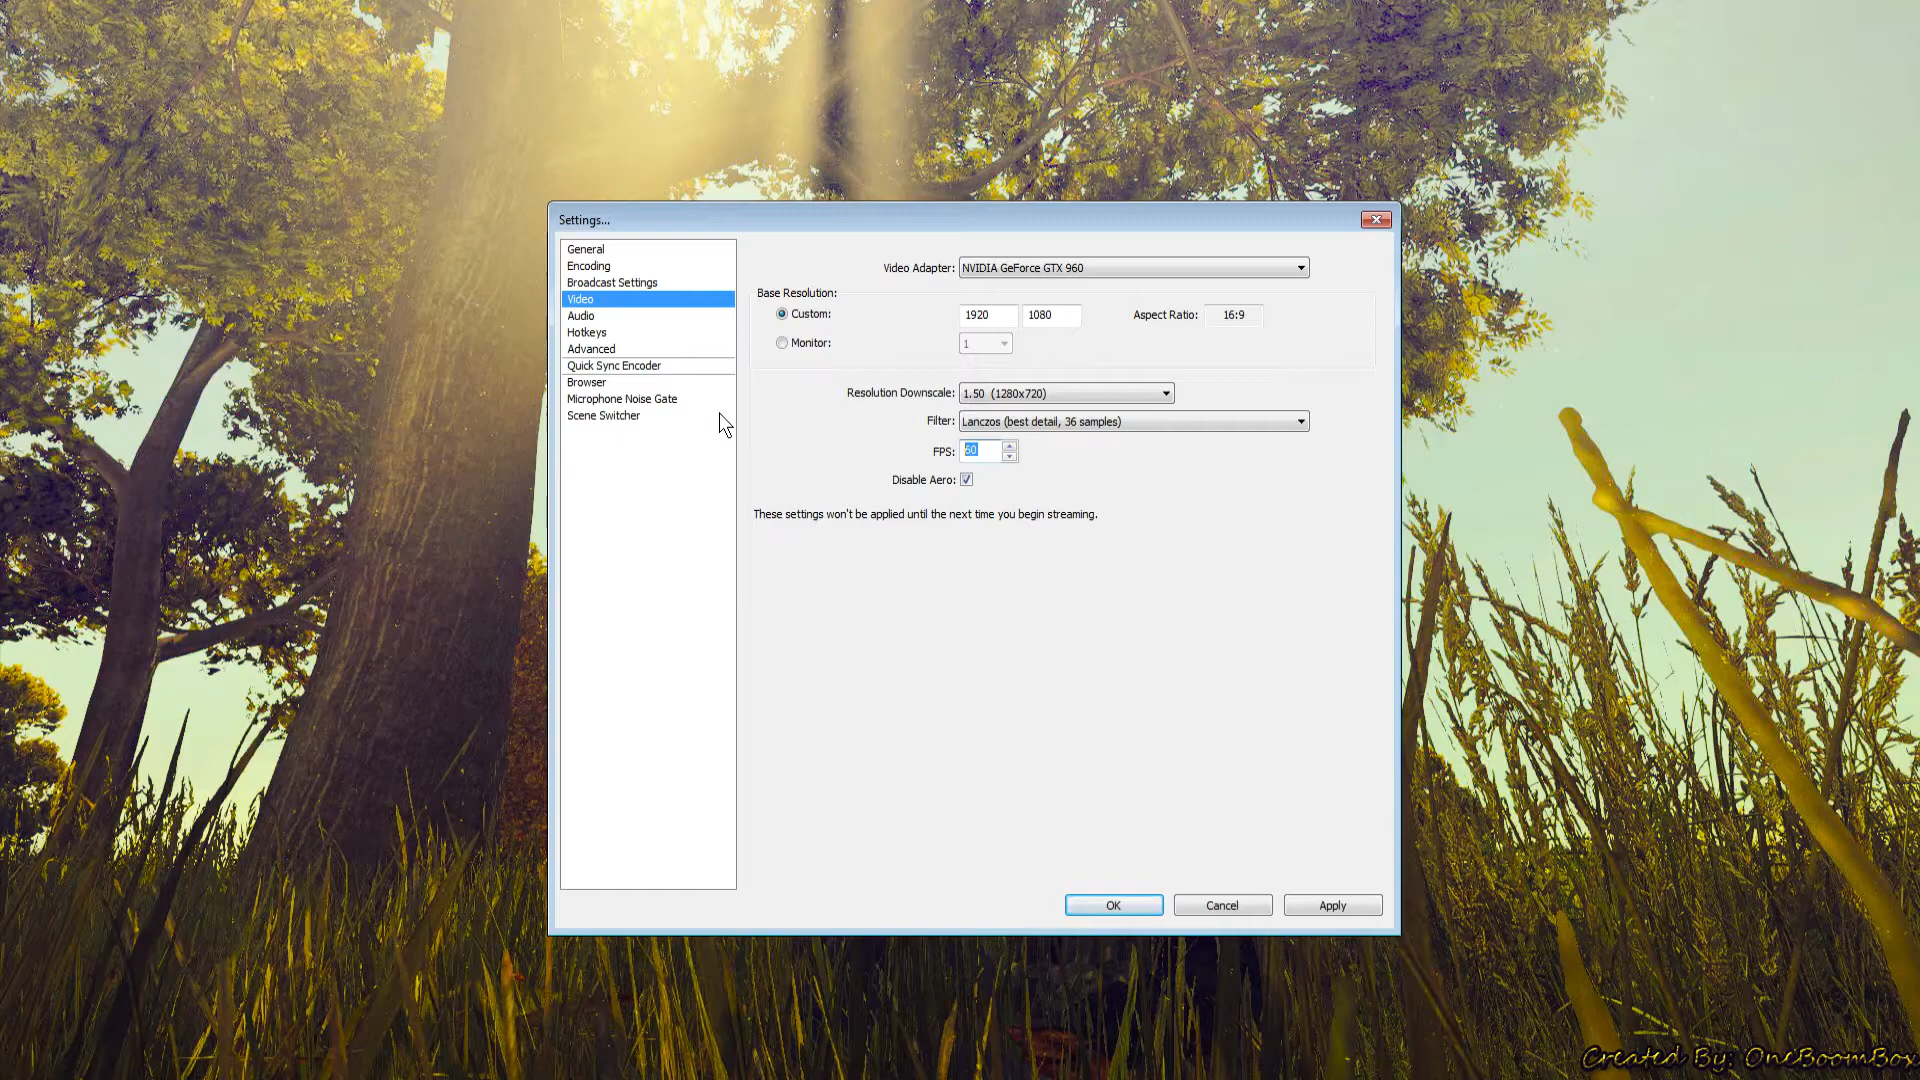 Settings...
General
Encoding
Broadcast Settings
Video
Audio
Hotkeys
Advanced
Quick Sync Encoder
Browser
Microphone Noise Gate
Scene Switcher
Video Adapter: NVIDIA GeForce GTX 960
Base Resolution:
Custom: 1920 1080 Aspect Ratio: 16:9
Monitor: 1
Resolution Downscale: 1.50 (1280x720)
Filter: Lanczos (best detail, 36 samples)
FPS: 60
Disable Aero:
These settings won't be applied until the next time you begin streaming.
OK Cancel Apply
Created By: OneBoomBox